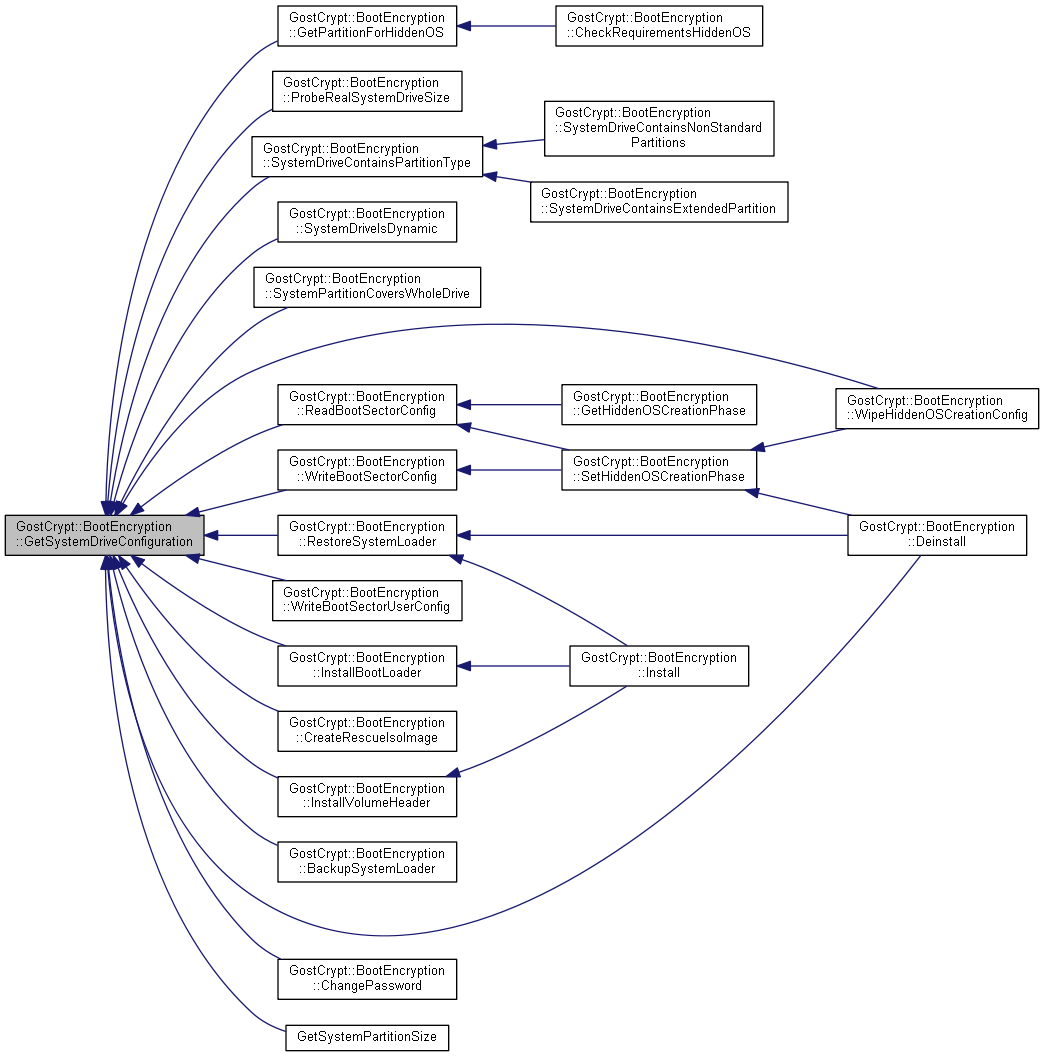 GostCrypt::BootEncryption
::GetPartitionForHiddenOS
GostCrypt::BootEncryption
::CheckRequirementsHiddenOS
GostCrypt::BootEncryption
::ProbeRealSystemDriveSize
GostCrypt::BootEncryption
::SystemDriveContainsNonStandard
Partitions
GostCrypt::BootEncryption
::SystemDriveContainsPartitionType
GostCrypt::BootEncryption
::SystemDriveContainsExtendedPartition
GostCrypt::BootEncryption
::SystemDriveIsDynamic
GostCrypt::BootEncryption
::SystemPartitionCoversWholeDrive
GostCrypt::BootEncryption
::ReadBootSectorConfig
GostCrypt::BootEncryption
::GetHiddenOSCreationPhase
GostCrypt::BootEncryption
::WipeHiddenOSCreationConfig
GostCrypt::BootEncryption
::WriteBootSectorConfig
GostCrypt::BootEncryption
::SetHiddenOSCreationPhase
GostCrypt::BootEncryption
::GetSystemDriveConfiguration
GostCrypt::BootEncryption
::RestoreSystemLoader
GostCrypt::BootEncryption
::Deinstall
GostCrypt::BootEncryption
::WriteBootSectorUserConfig
GostCrypt::BootEncryption
::InstallBootLoader
GostCrypt::BootEncryption
::Install
GostCrypt::BootEncryption
::CreateRescueIsoImage
GostCrypt::BootEncryption
::InstallVolumeHeader
GostCrypt::BootEncryption
::BackupSystemLoader
GostCrypt::BootEncryption
::ChangePassword
GetSystemPartitionSize